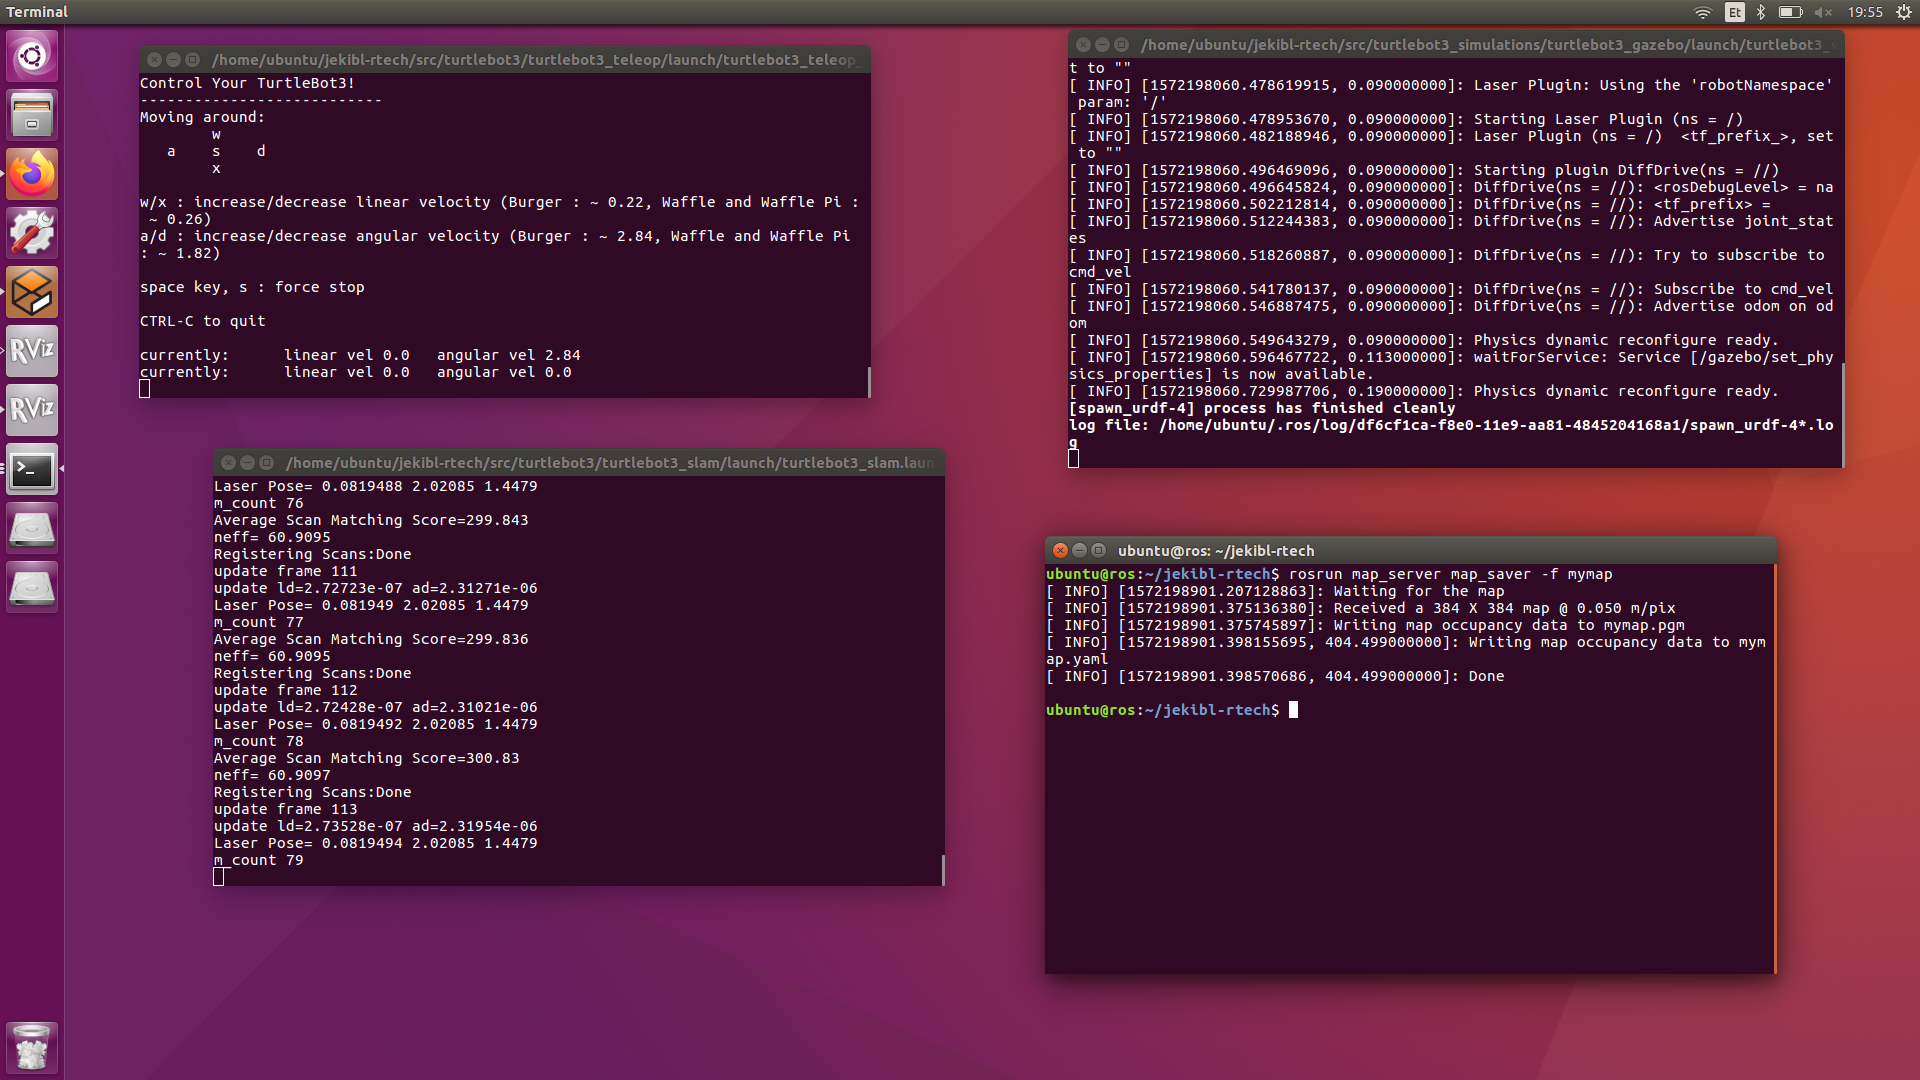 Terminal
Et
19:55
/home/ubuntu/jekibl-rtech/src/turtlebot3/turtlebot3_teleop/launch/turtlebot3_teleop_
Control Your TurtleBot3!
---------------------------
Moving around:
w
a s d
x
w/x : increase/decrease linear velocity (Burger : ~ 0.22, Waffle and Waffle Pi :
~ 0.26)
a/d : increase/decrease angular velocity (Burger : ~ 2.84, Waffle and Waffle Pi
: ~ 1.82)
space key, s : force stop
CTRL-C to quit
currently: linear vel 0.0 angular vel 2.84
currently: linear vel 0.0 angular vel 0.0
/home/ubuntu/jekibl-rtech/src/turtlebot3_simulations/turtlebot3_gazebo/launch/turtlebot3_
t to ""
[ INFO] [1572198060.478619915, 0.090000000]: Laser Plugin: Using the 'robotNamespace'
param: '/'
[ INFO] [1572198060.478953670, 0.090000000]: Starting Laser Plugin (ns = /)
[ INFO] [1572198060.482188946, 0.090000000]: Laser Plugin (ns = /) <tf_prefix_>, set
to ""
[ INFO] [1572198060.496469096, 0.090000000]: Starting plugin DiffDrive(ns = //)
[ INFO] [1572198060.496645824, 0.090000000]: DiffDrive(ns = //): <rosDebugLevel> = na
[ INFO] [1572198060.502212814, 0.090000000]: DiffDrive(ns = //): <tf_prefix> =
[ INFO] [1572198060.512244383, 0.090000000]: DiffDrive(ns = //): Advertise joint_stat
es
[ INFO] [1572198060.518260887, 0.090000000]: DiffDrive(ns = //): Try to subscribe to
cmd_vel
[ INFO] [1572198060.541780137, 0.090000000]: DiffDrive(ns = //): Subscribe to cmd_vel
[ INFO] [1572198060.546887475, 0.090000000]: DiffDrive(ns = //): Advertise odom on od
om
[ INFO] [1572198060.549643279, 0.090000000]: Physics dynamic reconfigure ready.
[ INFO] [1572198060.596467722, 0.113000000]: waitForService: Service [/gazebo/set_phy
sics_properties] is now available.
[ INFO] [1572198060.729987706, 0.190000000]: Physics dynamic reconfigure ready.
[spawn_urdf-4] process has finished cleanly
log file: /home/ubuntu/.ros/log/df6cf1ca-f8e0-11e9-aa81-4845204168a1/spawn_urdf-4*.lo
g
RViz
RViz
/home/ubuntu/jekibl-rtech/src/turtlebot3/turtlebot3_slam/launch/turtlebot3_slam.laun
Laser Pose= 0.0819488 2.02085 1.4479
m_count 76
Average Scan Matching Score=299.843
neff= 60.9095
Registering Scans:Done
update frame 111
update ld=2.72723e-07 ad=2.31271e-06
Laser Pose= 0.081949 2.02085 1.4479
m_count 77
Average Scan Matching Score=299.836
neff= 60.9095
Registering Scans:Done
update frame 112
update ld=2.72428e-07 ad=2.31021e-06
Laser Pose= 0.0819492 2.02085 1.4479
m_count 78
Average Scan Matching Score=300.83
neff= 60.9097
Registering Scans:Done
update frame 113
update ld=2.73528e-07 ad=2.31954e-06
Laser Pose= 0.0819494 2.02085 1.4479
m_count 79
ubuntu@ros: ~/jekibl-rtech
ubuntu@ros:~/jekibl-rtech$ rosrun map_server map_saver -f mymap
[ INFO] [1572198901.207128863]: Waiting for the map
[ INFO] [1572198901.375136380]: Received a 384 X 384 map @ 0.050 m/pix
[ INFO] [1572198901.375745897]: Writing map occupancy data to mymap.pgm
[ INFO] [1572198901.398155695, 404.499000000]: Writing map occupancy data to mym
ap.yaml
[ INFO] [1572198901.398570686, 404.499000000]: Done
ubuntu@ros:~/jekibl-rtech$